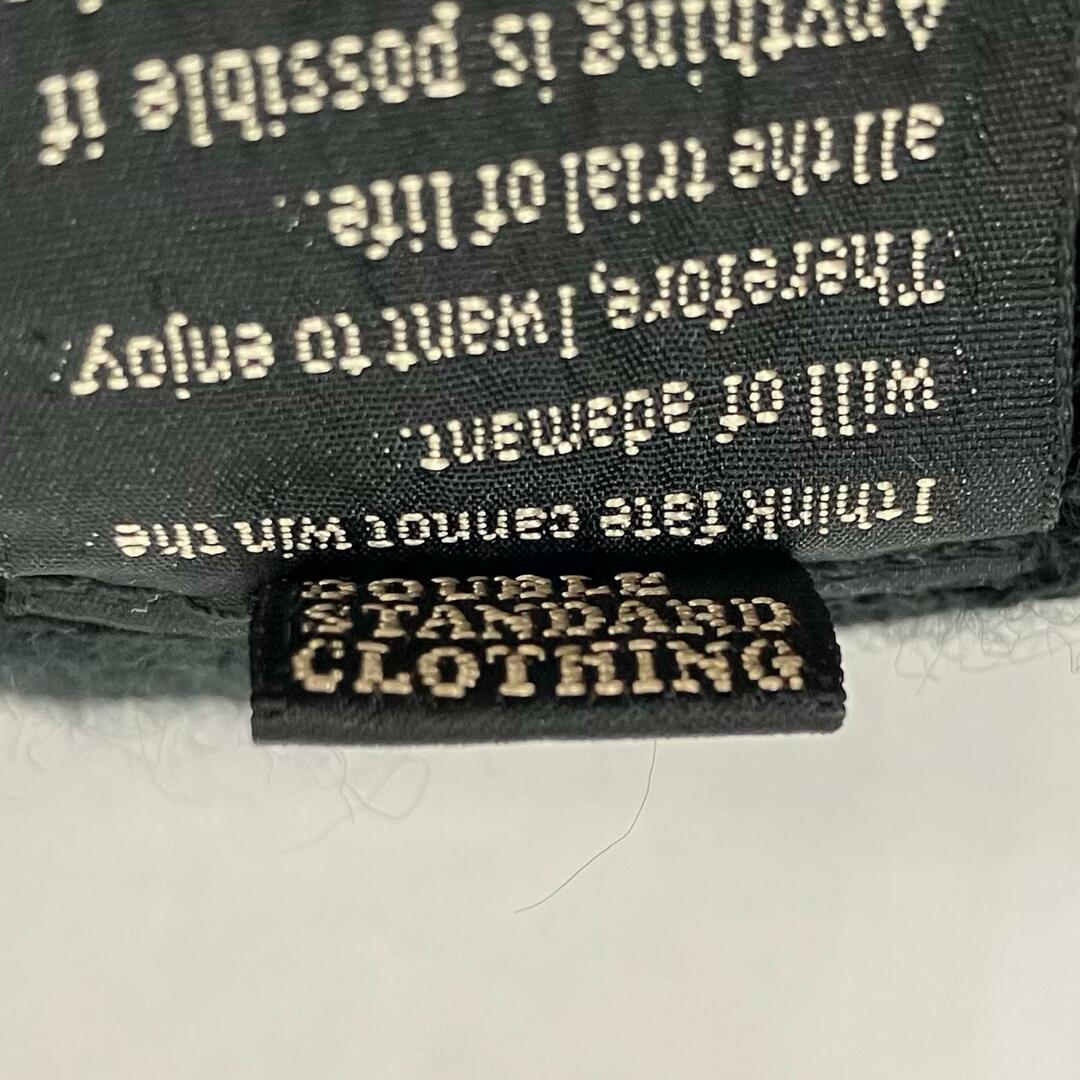 I think fate cannot win the
will of adamant.
Therefore, I want to enjoy
all the trial of life..
Anything is possible if
DOUBLE
STANDARD
CLOTHING